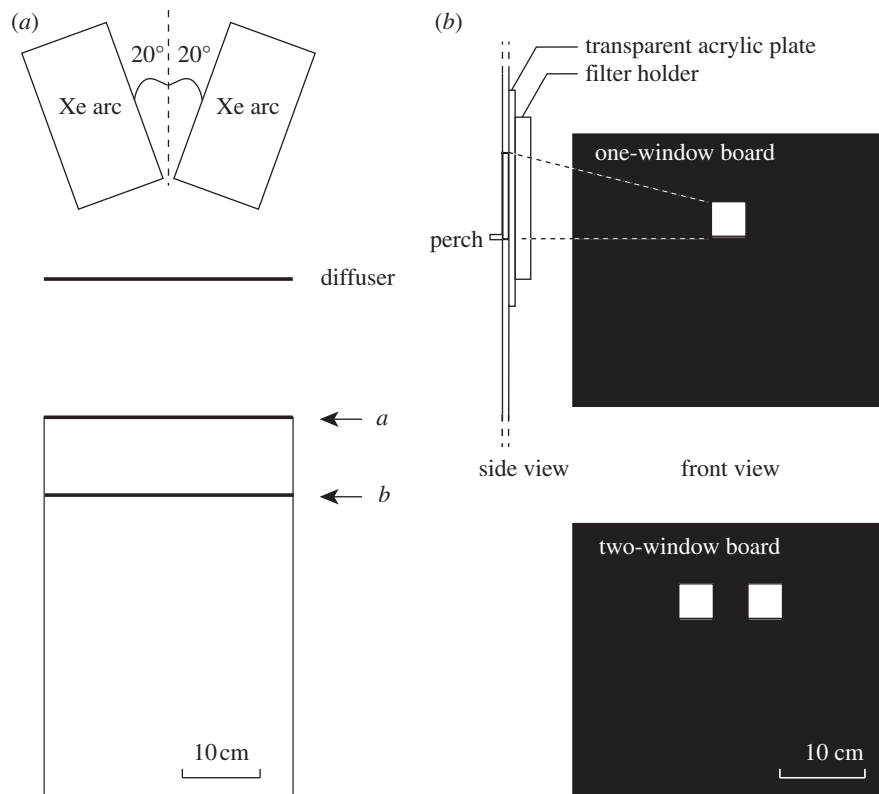 (a)
20° 20°
Xe arc
Xe arc
diffuser
a
b
10 cm
(b)
transparent acrylic plate
filter holder
one-window board
perch
side view
front view
two-window board
10 cm